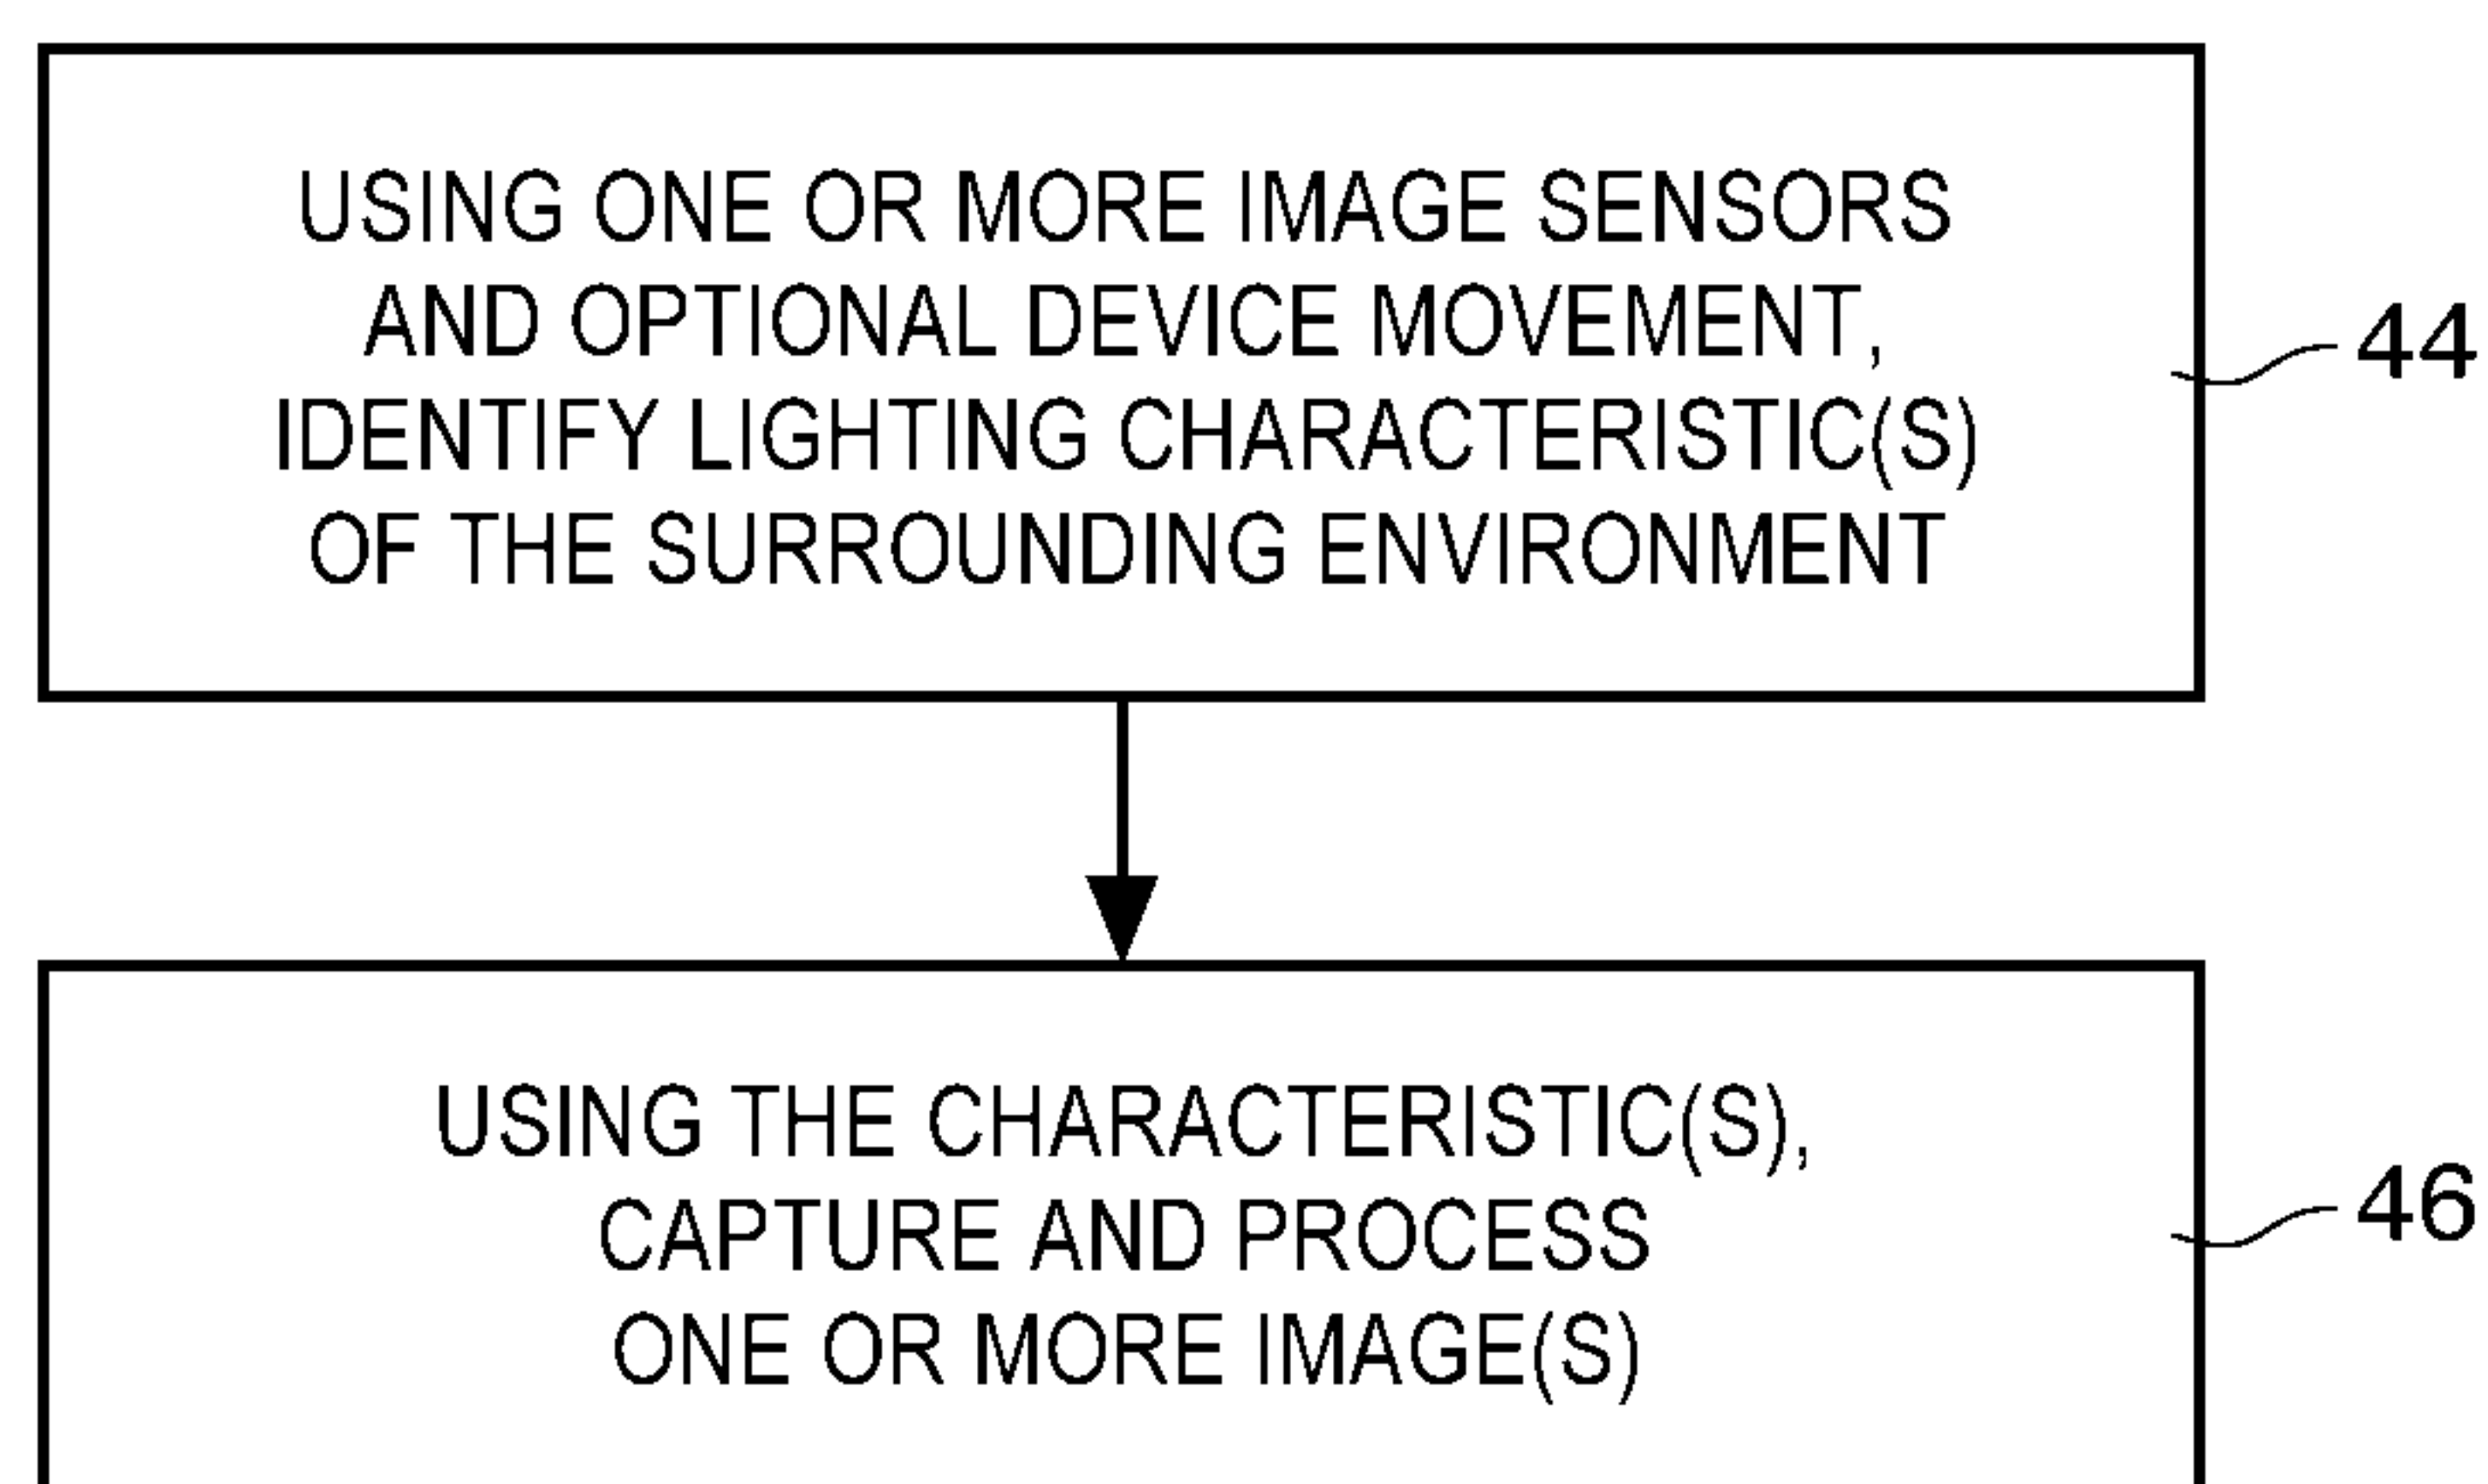 USING ONE OR MORE IMAGE SENSORS
AND OPTIONAL DEVICE MOVEMENT,
IDENTIFY LIGHTING CHARACTERISTIC(S)
OF THE SURROUNDING ENVIRONMENT
44
USING THE CHARACTERISTIC(S),
CAPTURE AND PROCESS
ONE OR MORE IMAGE(S)
46